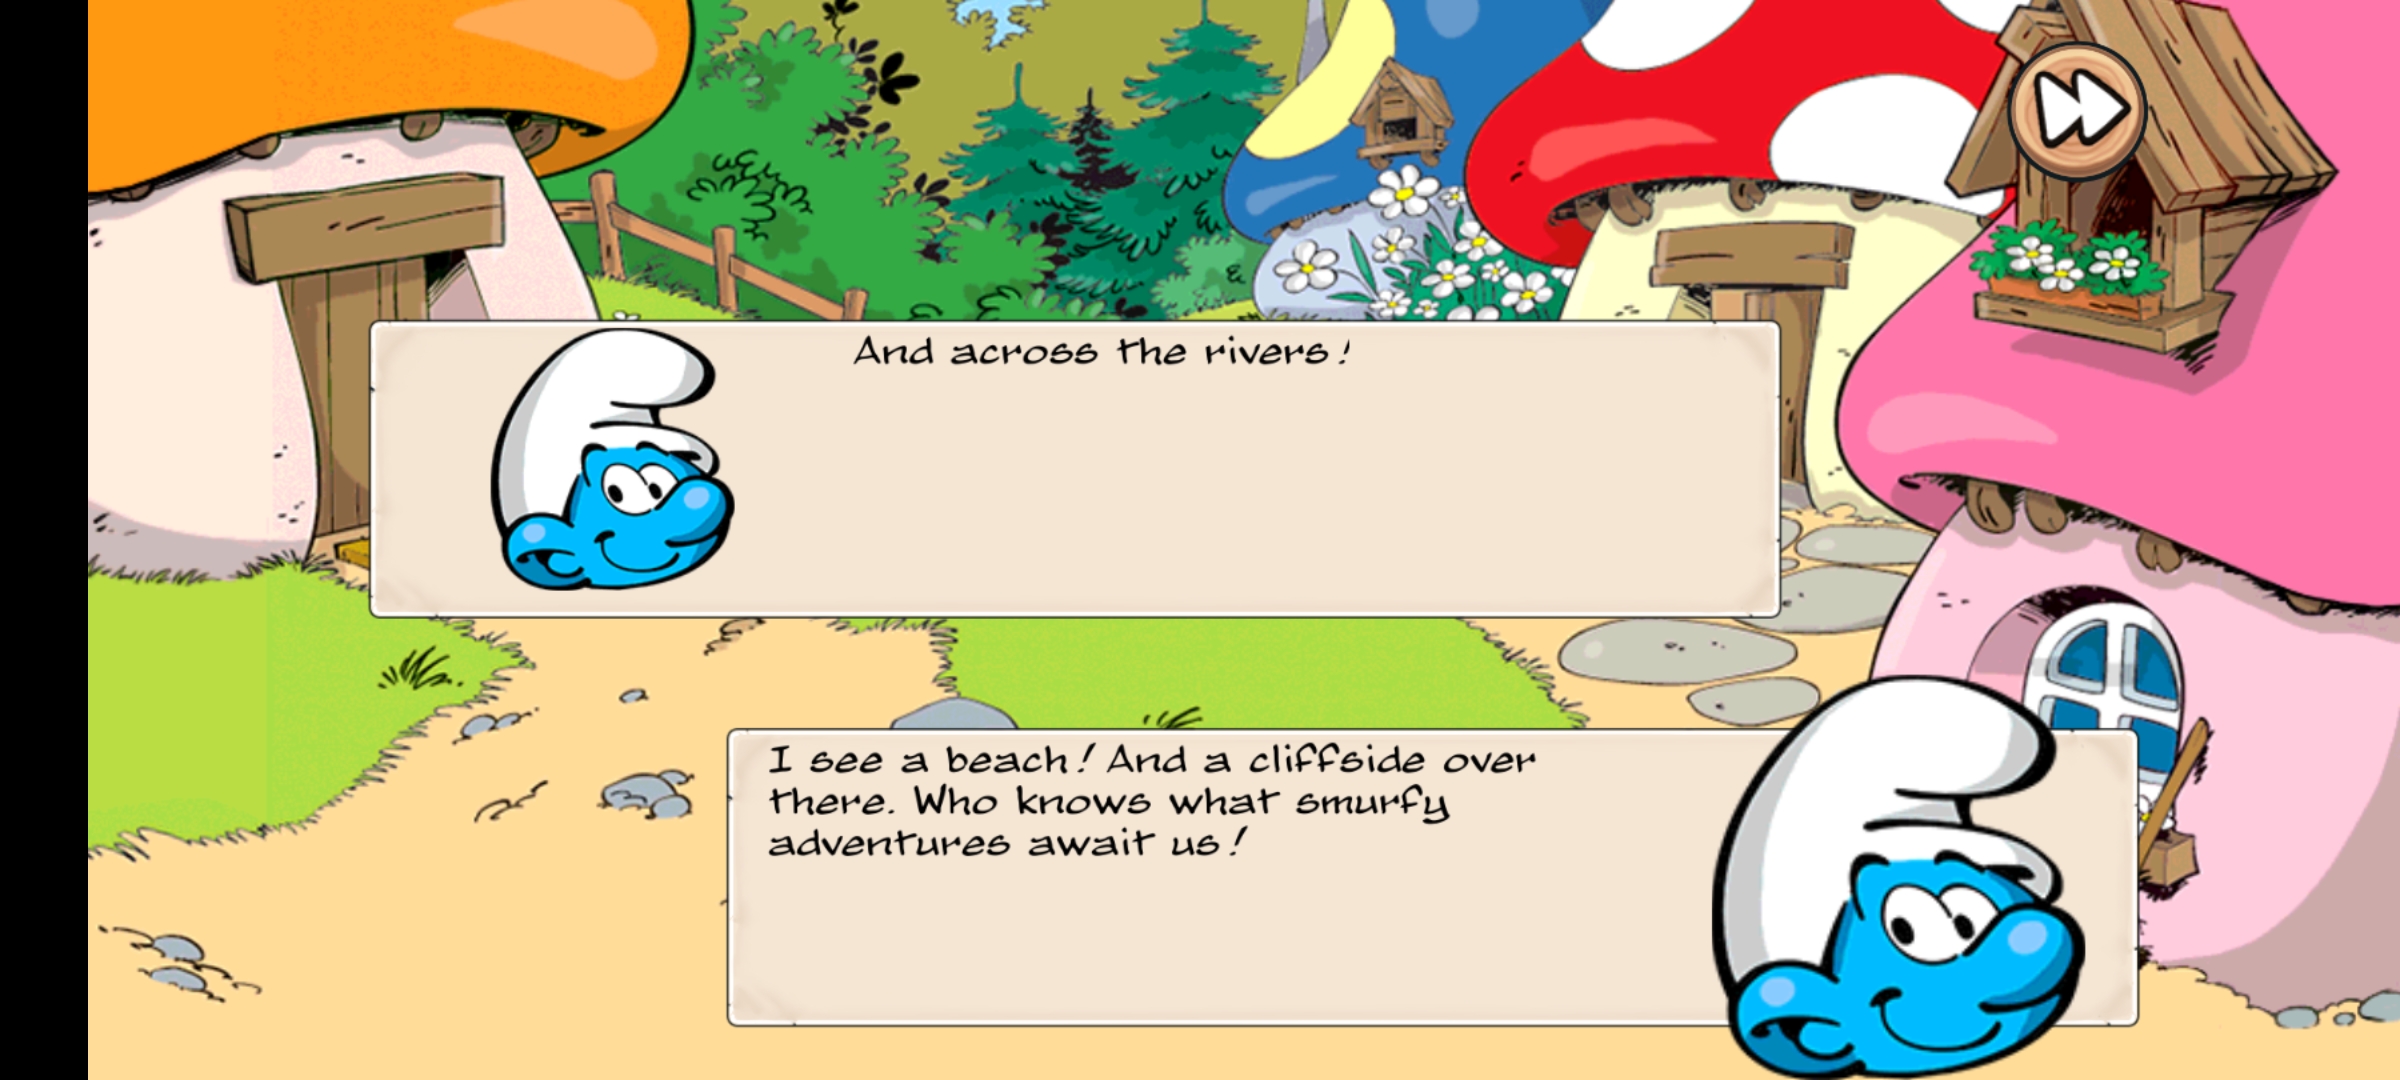 And across the rivers!
I see a beach! And a cliffside over
there. Who knows what smurfy
adventures await us!